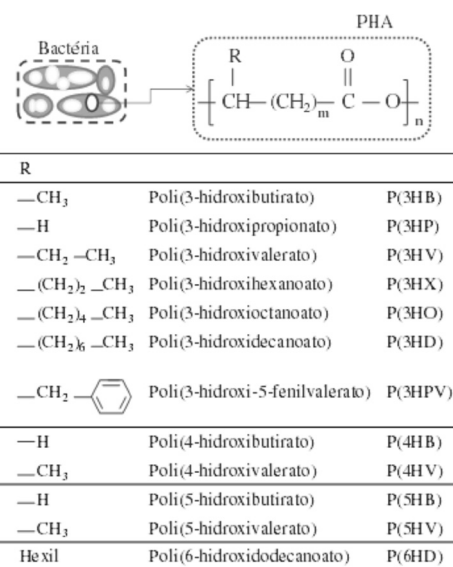 PHA
Bactéria
R O
[CH—(CH₂)m—C—O]n
R
—CH₃ Poli(3-hidroxibutirato) P(3HB)
—H Poli(3-hidroxipropionato) P(3HP)
—CH₂—CH₃ Poli(3-hidroxivalerato) P(3HV)
—(CH₂)₂—CH₃ Poli(3-hidroxihexanoato) P(3HX)
—(CH₂)₄—CH₃ Poli(3-hidroxioctanoato) P(3HO)
—(CH₂)₆—CH₃ Poli(3-hidroxidecanoato) P(3HD)
—CH₂— Poli(3-hidroxi-5-fenilvalerato) P(3HPV)
—H Poli(4-hidroxibutirato) P(4HB)
—CH₃ Poli(4-hidroxivalerato) P(4HV)
—H Poli(5-hidroxibutirato) P(5HB)
—CH₃ Poli(5-hidroxivalerato) P(5HV)
Hexil Poli(6-hidroxidodecanoato) P(6HD)